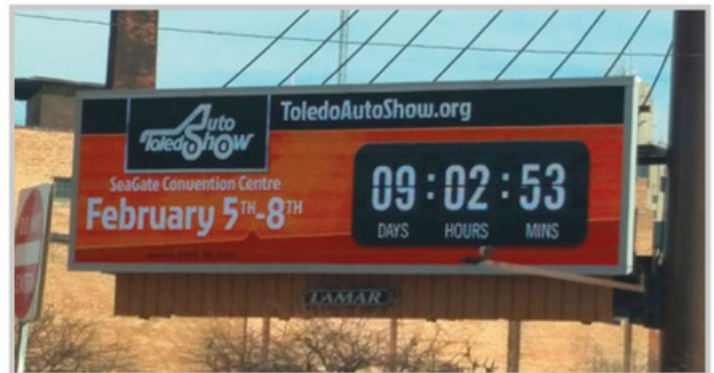 Auto
Toledo Show
ToledoAutoShow.org
SeaGate Convention Centre
February 5TH-8TH
09 : 02 : 53
DAYS HOURS MINS
LAMAR